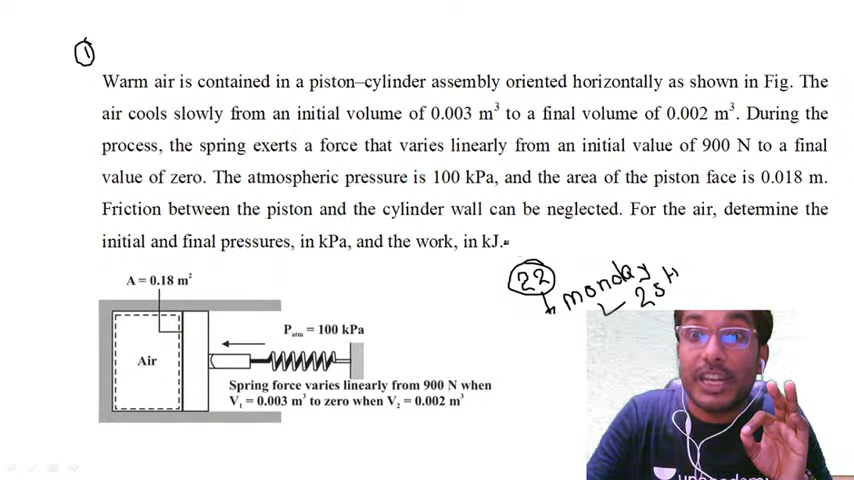 1
Warm air is contained in a piston–cylinder assembly oriented horizontally as shown in Fig. The
air cools slowly from an initial volume of 0.003 m³ to a final volume of 0.002 m³. During the
process, the spring exerts a force that varies linearly from an initial value of 900 N to a final
value of zero. The atmospheric pressure is 100 kPa, and the area of the piston face is 0.018 m.
Friction between the piston and the cylinder wall can be neglected. For the air, determine the
initial and final pressures, in kPa, and the work, in kJ.
22
monday
A = 0.18 m²
P_atm = 100 kPa
Air
Spring force varies linearly from 900 N when
V₁ = 0.003 m³ to zero when V₂ = 0.002 m³